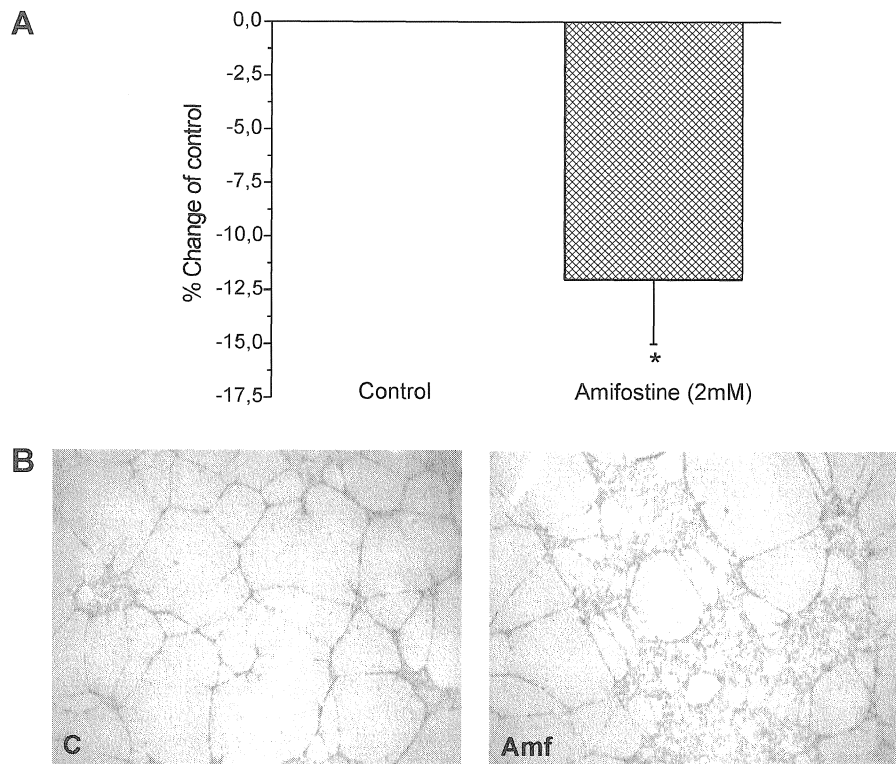 A
% Change of control
0,0
-2,5
-5,0
-7,5
-10,0
-12,5
-15,0
-17,5
*
Control
Amifostine (2mM)
B
C
Amf